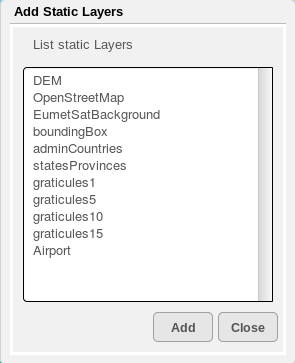 Add Static Layers
List static Layers
DEM
OpenStreetMap
EumetSatBackground
boundingBox
adminCountries
statesProvinces
graticules1
graticules5
graticules10
graticules15
Airport
Add Close